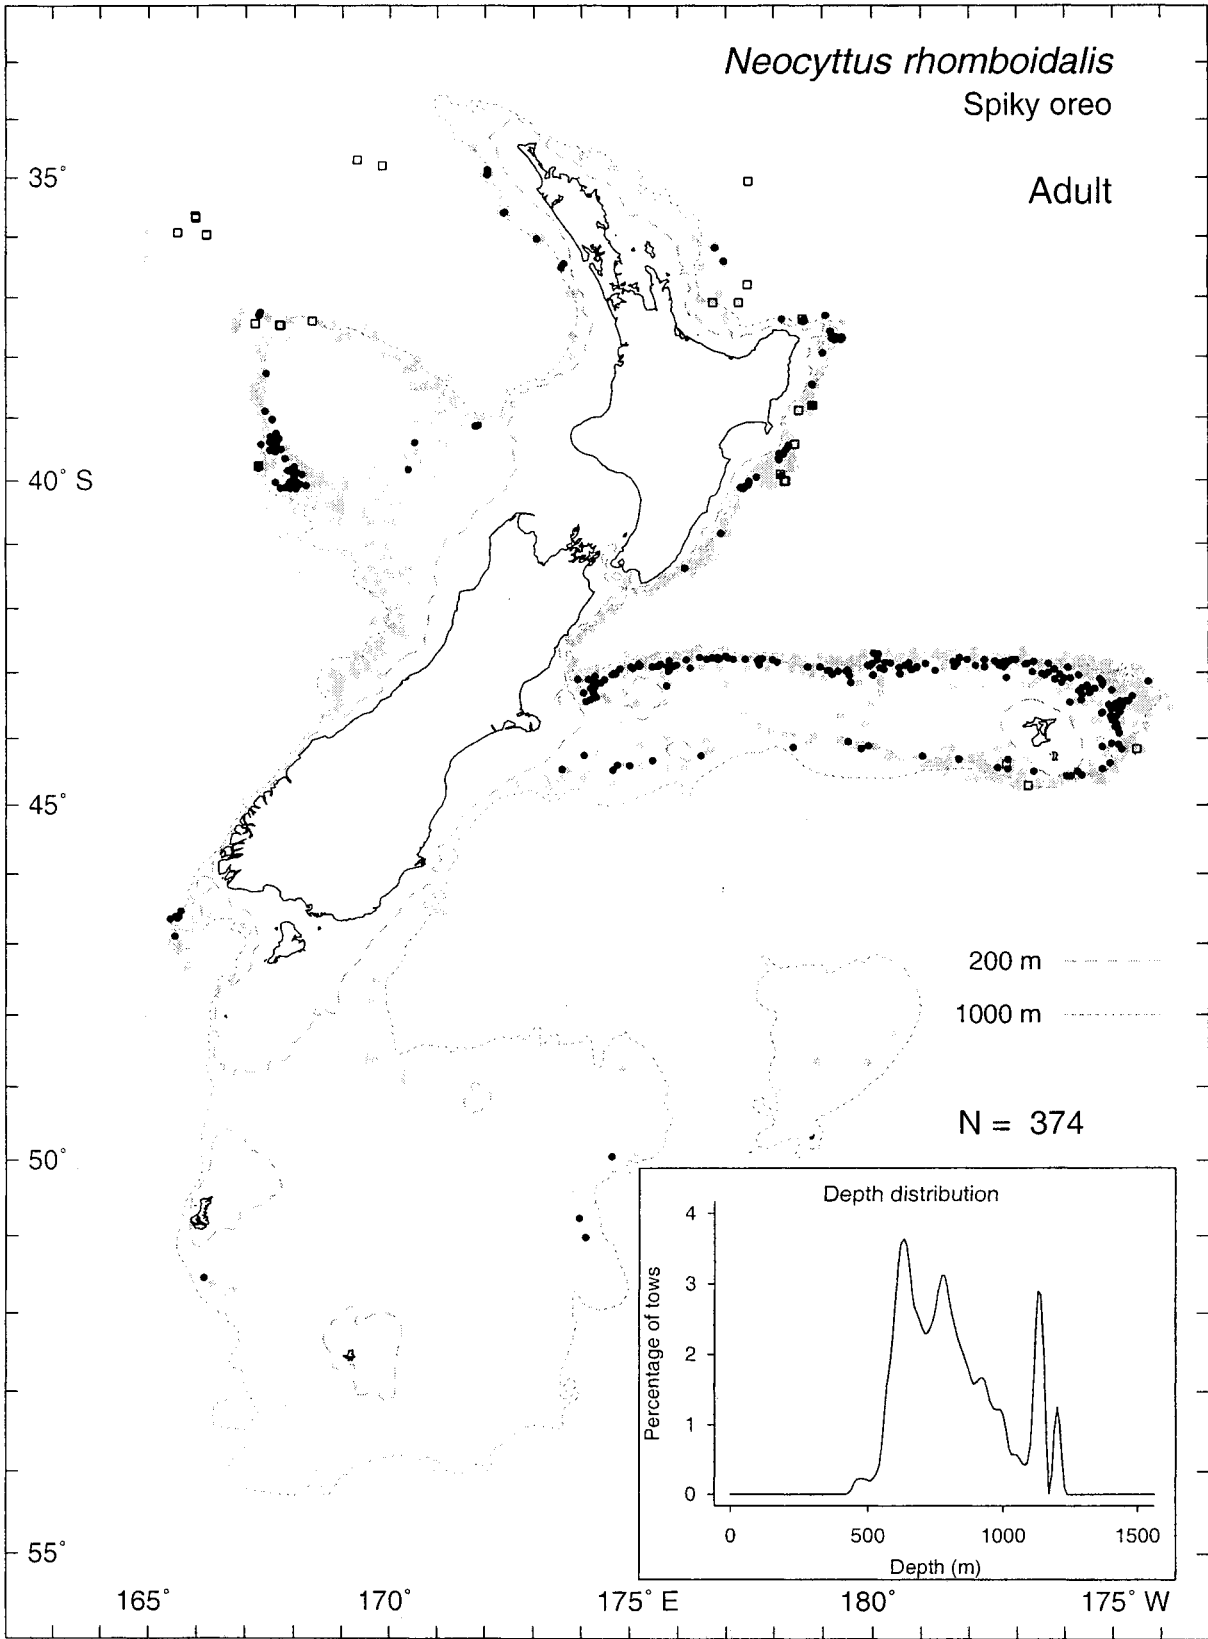 Neocyttus rhomboidalis
Spiky oreo
Adult
35°
40° S
45°
200 m
1000 m
N = 374
50°
Depth distribution
4
3
2
1
0
Percentage of tows
0 500 1000 1500
Depth (m)
55°
165° 170° 175° E 180° 175° W